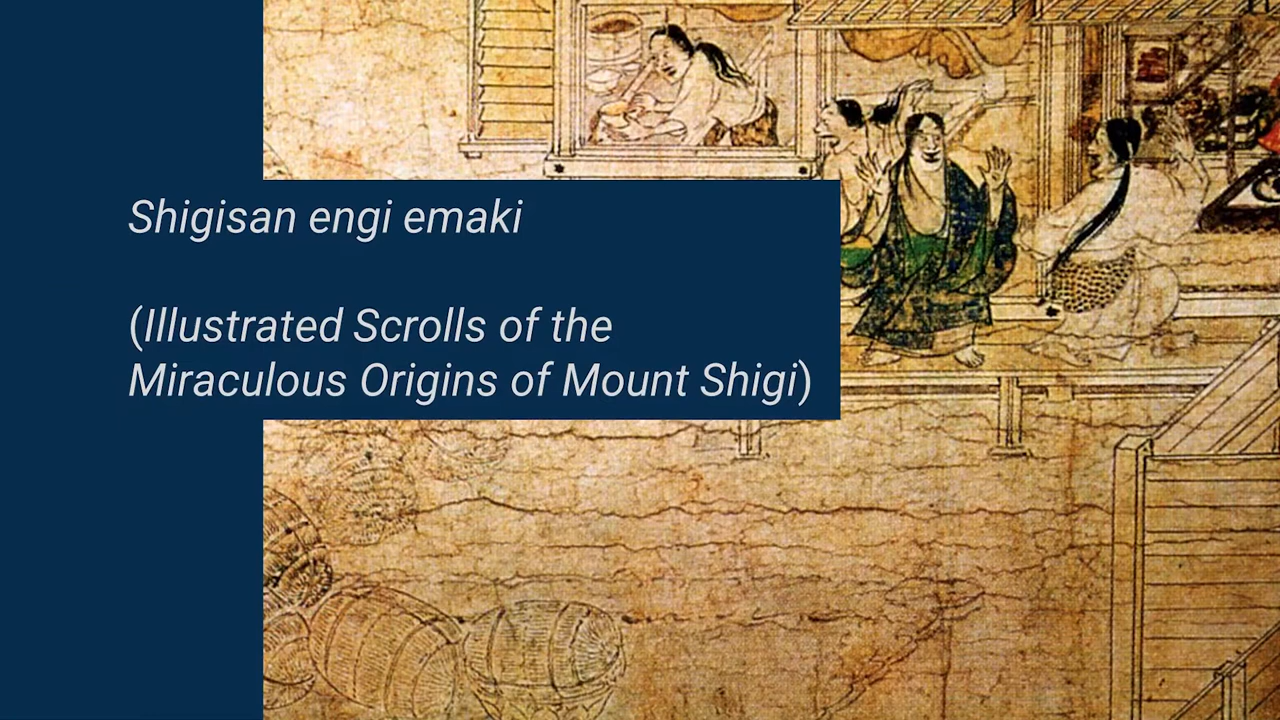 Shigisan engi emaki
(Illustrated Scrolls of the
Miraculous Origins of Mount Shigi)